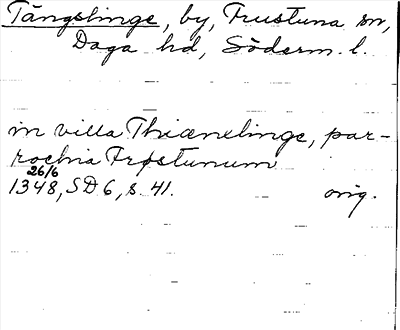 Tängslinge, by, Frustuna sn,
Daga hd, Söderm. l.
in villa Thiænxlinge, par-
rochia Frøstunum
26/6
1348, SD 6, s. 41. orig.